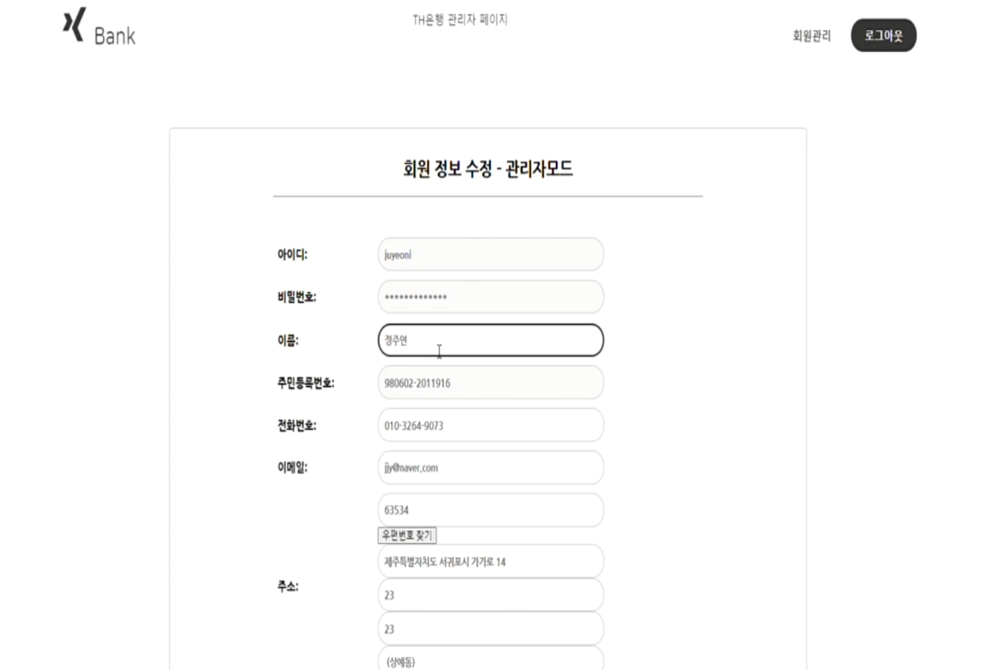 Bank
TH은행 관리자 페이지
회원관리
로그아웃
회원 정보 수정 - 관리자모드
아이디: juyeoni
비밀번호: *************
이름: 정주연
주민등록번호: 980602-2011916
전화번호: 010-3264-9073
이메일: jjy@naver.com
63534
우편번호 찾기
제주특별자치도 서귀포시 가가로 14
주소:
23
23
(상예동)